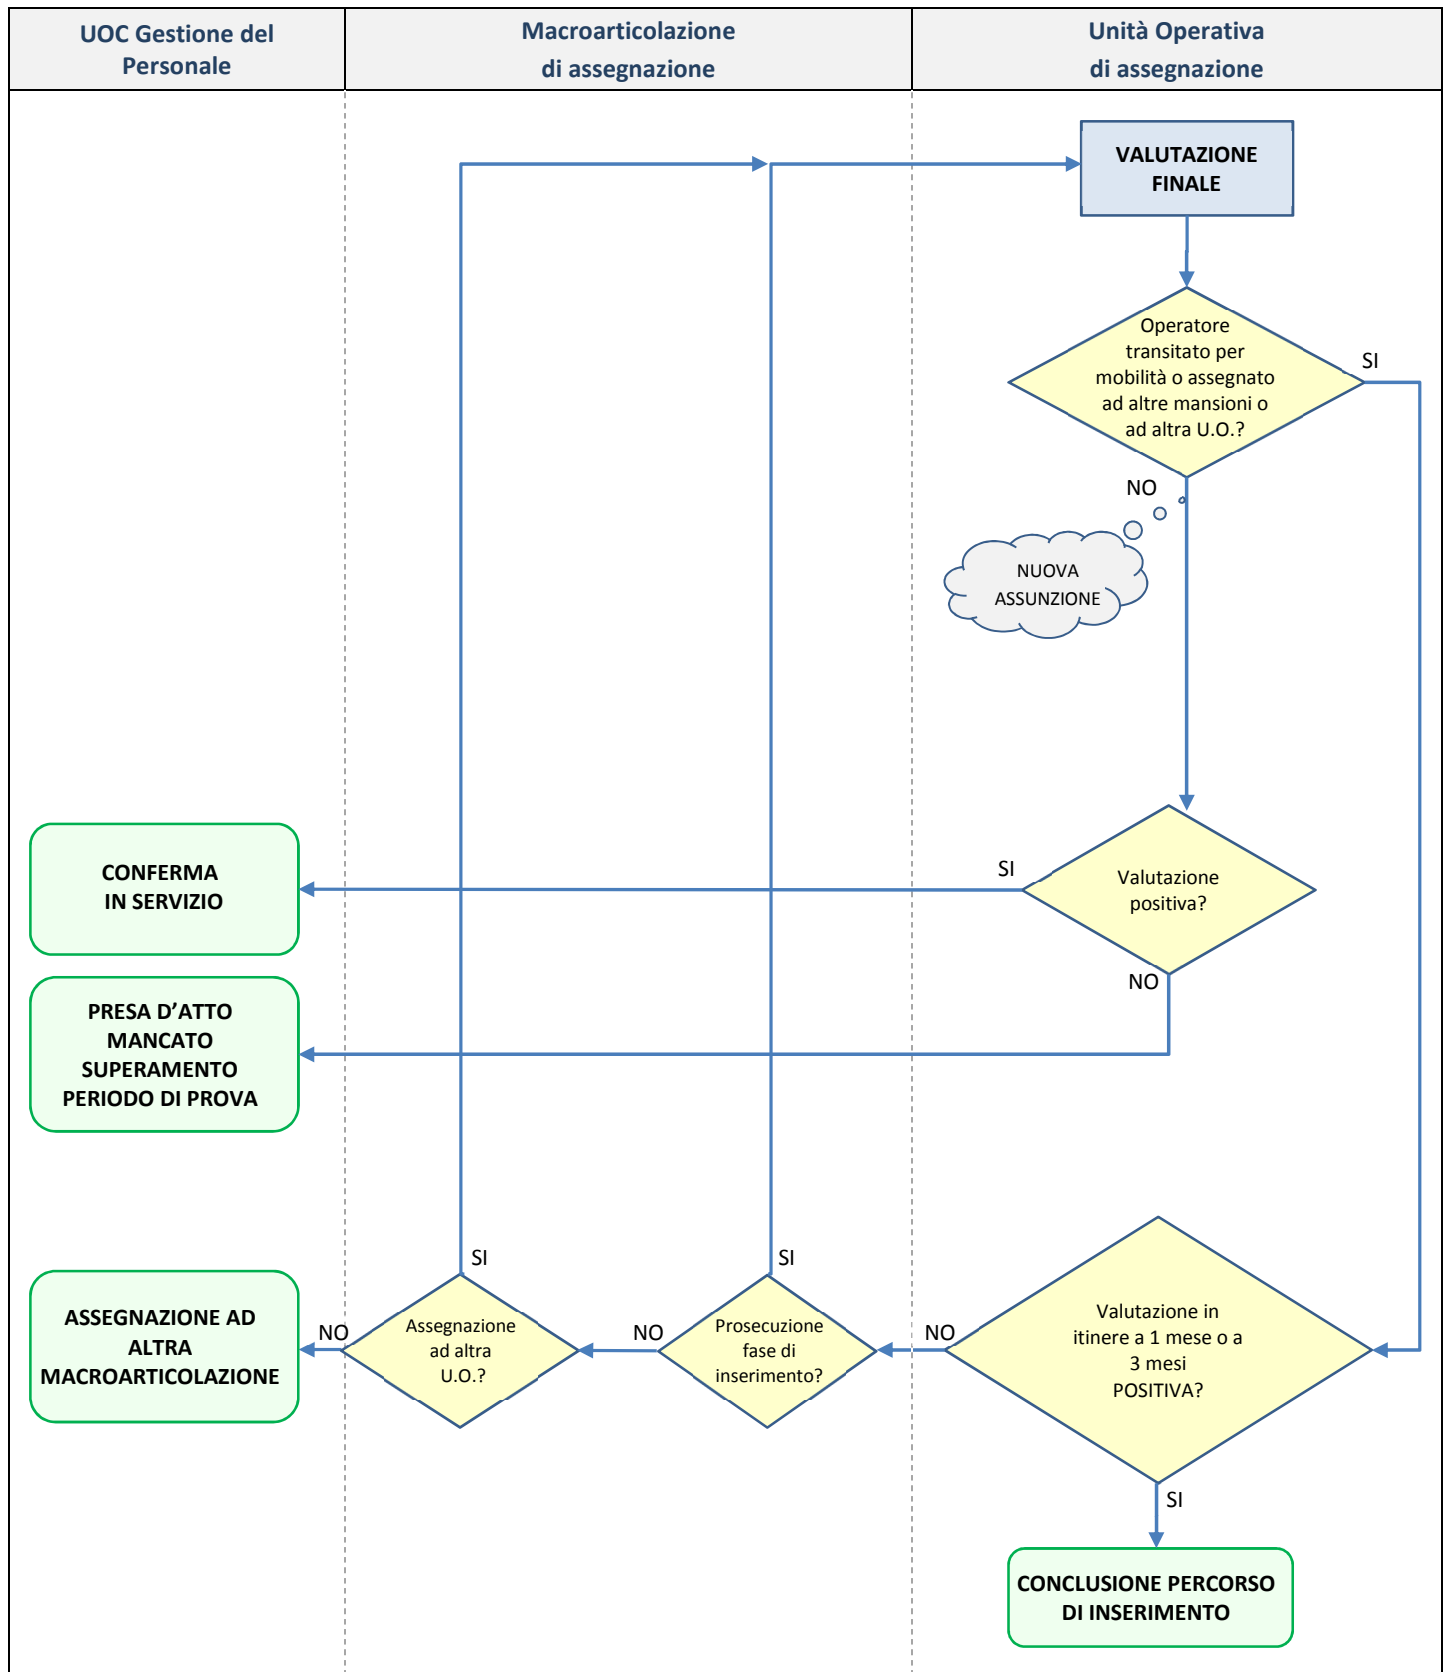 UOC Gestione del
Personale
Macroarticolazione
di assegnazione
Unità Operativa
di assegnazione
VALUTAZIONE
FINALE
Operatore
transitato per
mobilità o assegnato
ad altre mansioni o
ad altra U.O.?
SI
NO
NUOVA
ASSUNZIONE
CONFERMA
IN SERVIZIO
SI
Valutazione
positiva?
NO
PRESA D’ATTO
MANCATO
SUPERAMENTO
PERIODO DI PROVA
SI
SI
ASSEGNAZIONE AD
ALTRA
MACROARTICOLAZIONE
NO
Assegnazione
ad altra
U.O.?
NO
Prosecuzione
fase di
inserimento?
NO
Valutazione in
itinere a 1 mese o a
3 mesi
POSITIVA?
SI
CONCLUSIONE PERCORSO
DI INSERIMENTO